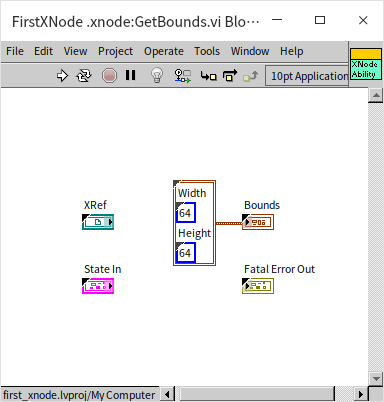 FirstXNode .xnode:GetBounds.vi Blo...
File Edit View Project Operate Tools Window Help
10pt Application
XNode
Ability
Width
64
XRef
Bounds
Height
64
State In
Fatal Error Out
first_xnode.lvproj/My Computer